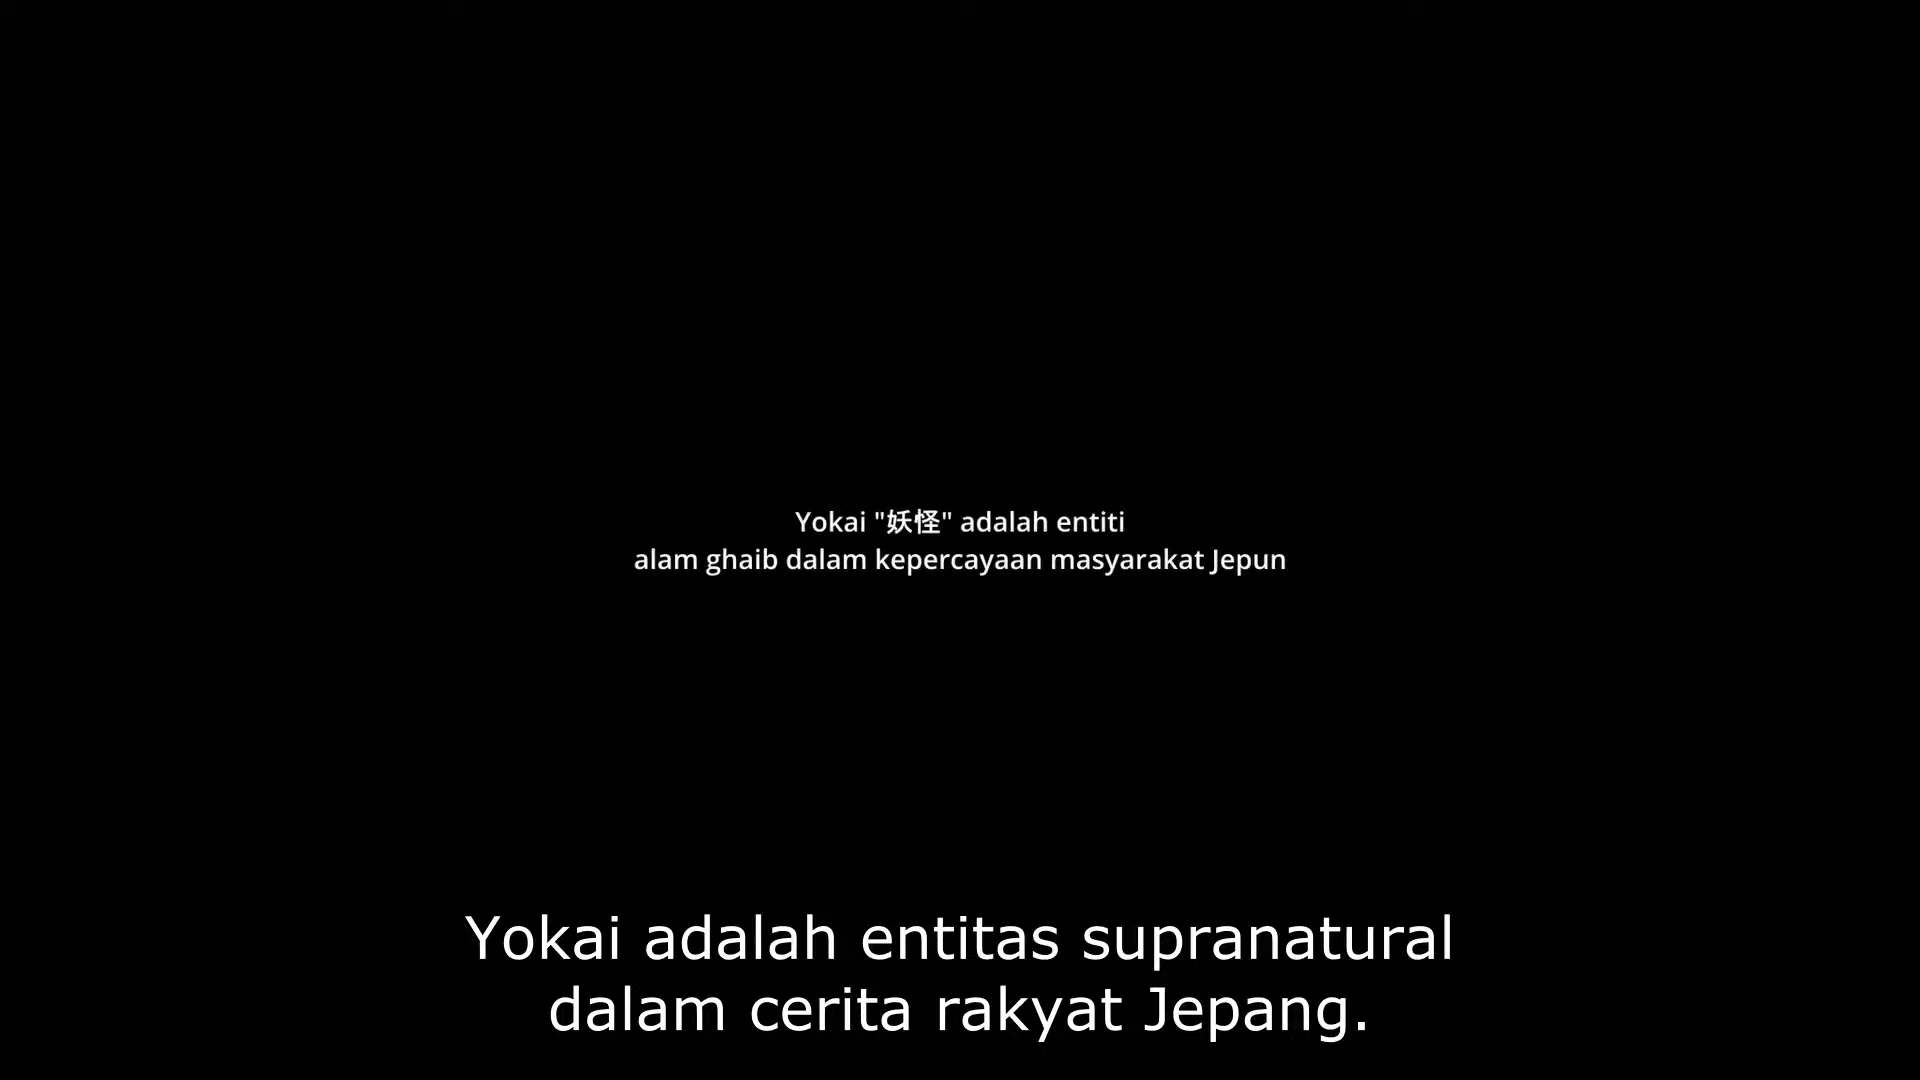 Yokai "妖怪" adalah entiti
alam ghaib dalam kepercayaan masyarakat Jepun
Yokai adalah entitas supranatural
dalam cerita rakyat Jepang.